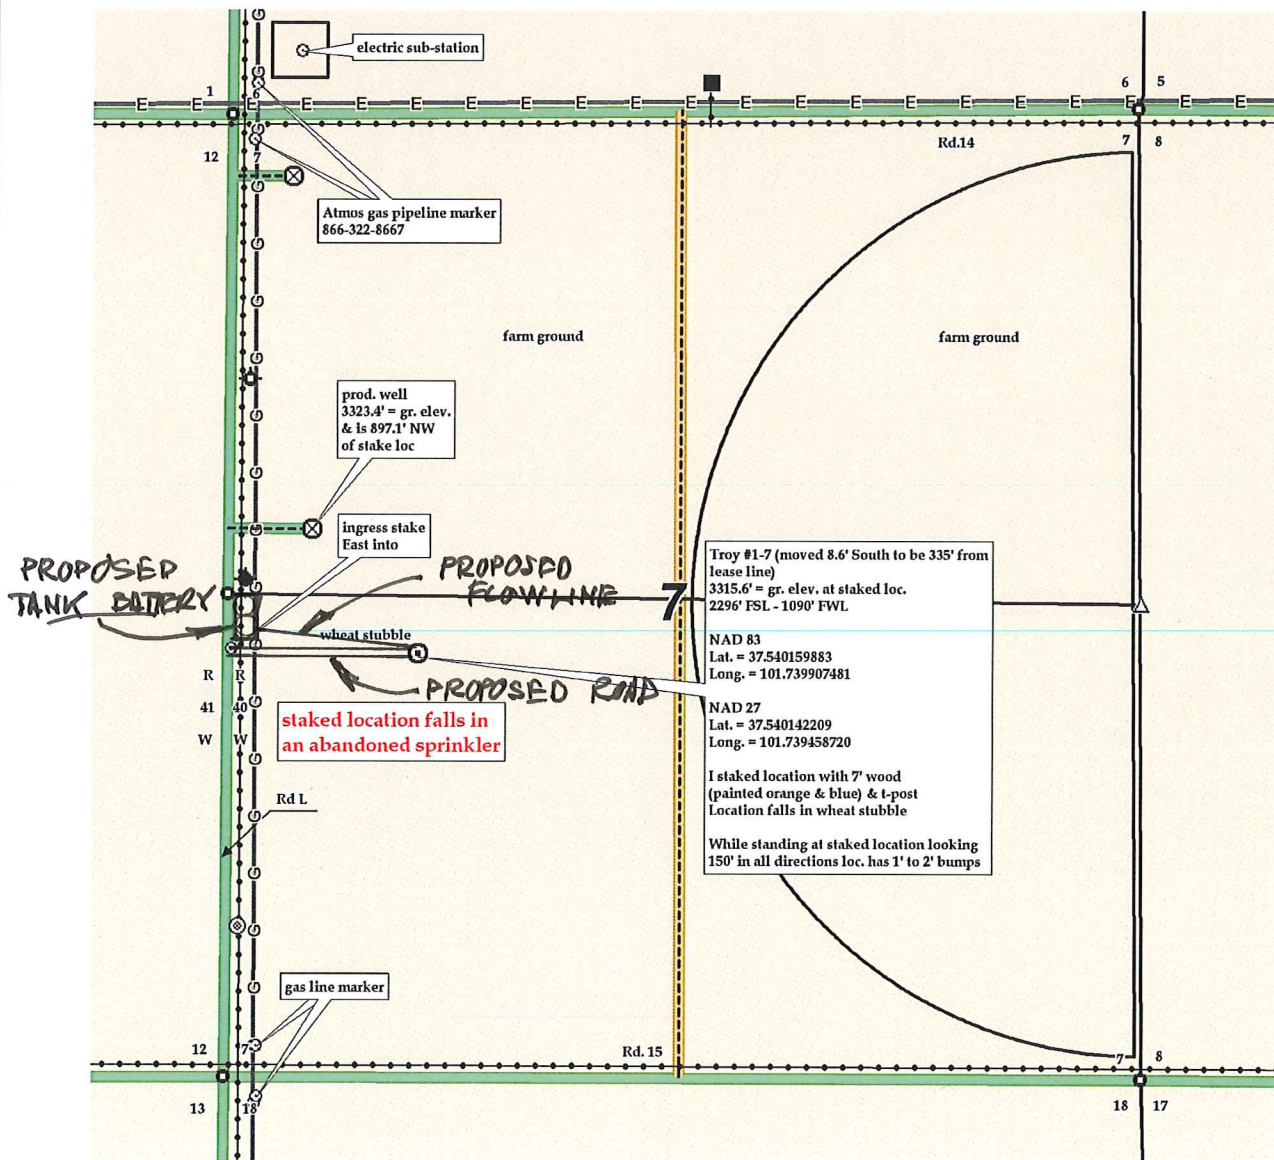 electric sub-station
1
6
6
5
E E E E E E E E E E E E E E E E E E E E E
Rd.14
12
7
7
8
Atmos gas pipeline marker
866-322-8667
farm ground
farm ground
prod. well
3323.4' = gr. elev.
& is 897.1' NW
of stake loc
ingress stake
East into
PROPOSED
TANK BATTERY
PROPOSED
FLOWLINE
7
wheat stubble
PROPOSED ROAD
R R
41 40
W W
staked location falls in
an abandoned sprinkler
Troy #1-7 (moved 8.6' South to be 335' from
lease line)
3315.6' = gr. elev. at staked loc.
2296' FSL - 1090' FWL
NAD 83
Lat. = 37.540159883
Long. = 101.739907481
NAD 27
Lat. = 37.540142209
Long. = 101.739458720
I staked location with 7' wood
(painted orange & blue) & t-post
Location falls in wheat stubble
While standing at staked location looking
150' in all directions loc. has 1' to 2' bumps
Rd L
gas line marker
12
7
Rd. 15
7
8
13
18
18
17